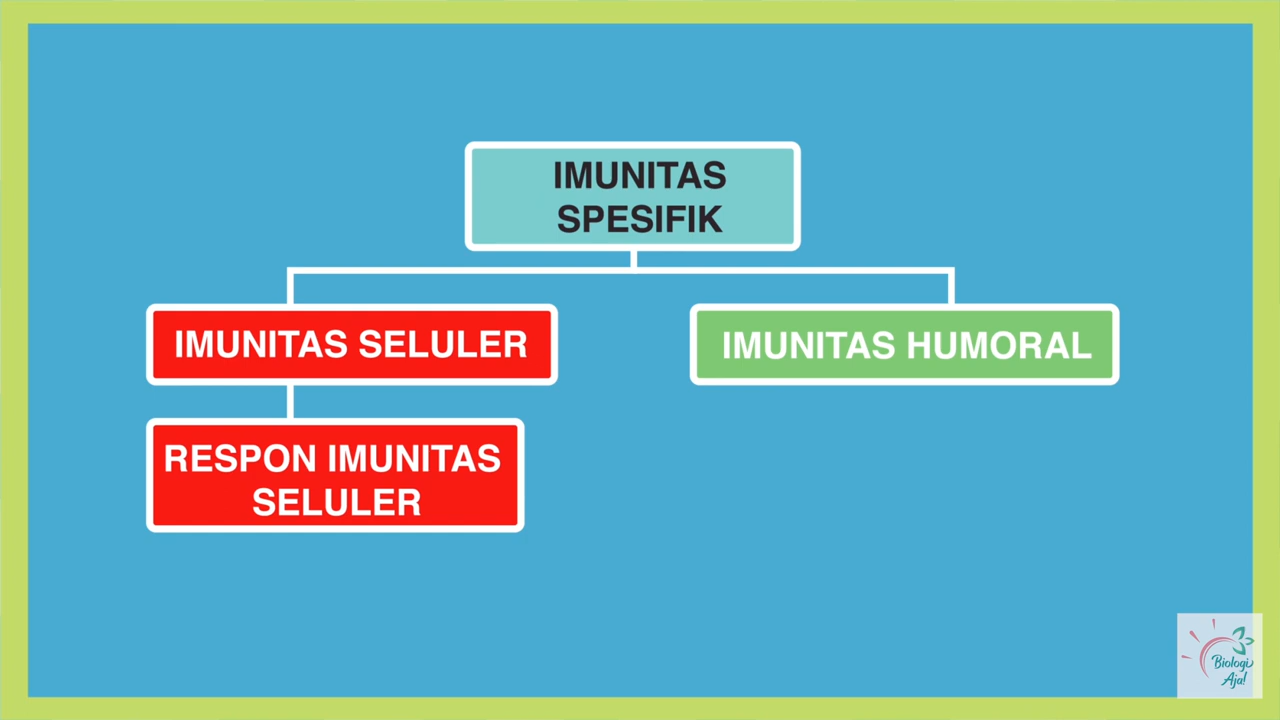 IMUNITAS
SPESIFIK
IMUNITAS SELULER
IMUNITAS HUMORAL
RESPON IMUNITAS
SELULER
Biologi
Aja!